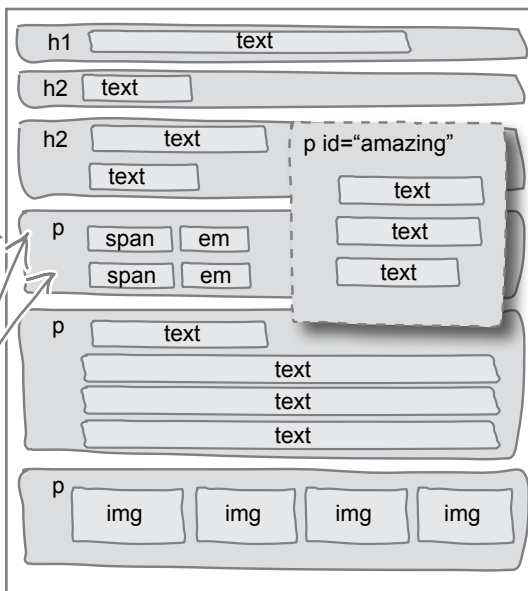 h1 text
h2 text
h2 text
text
p id=“amazing”
text
text
text
p span em
span em
p text
text
text
text
p img img img img